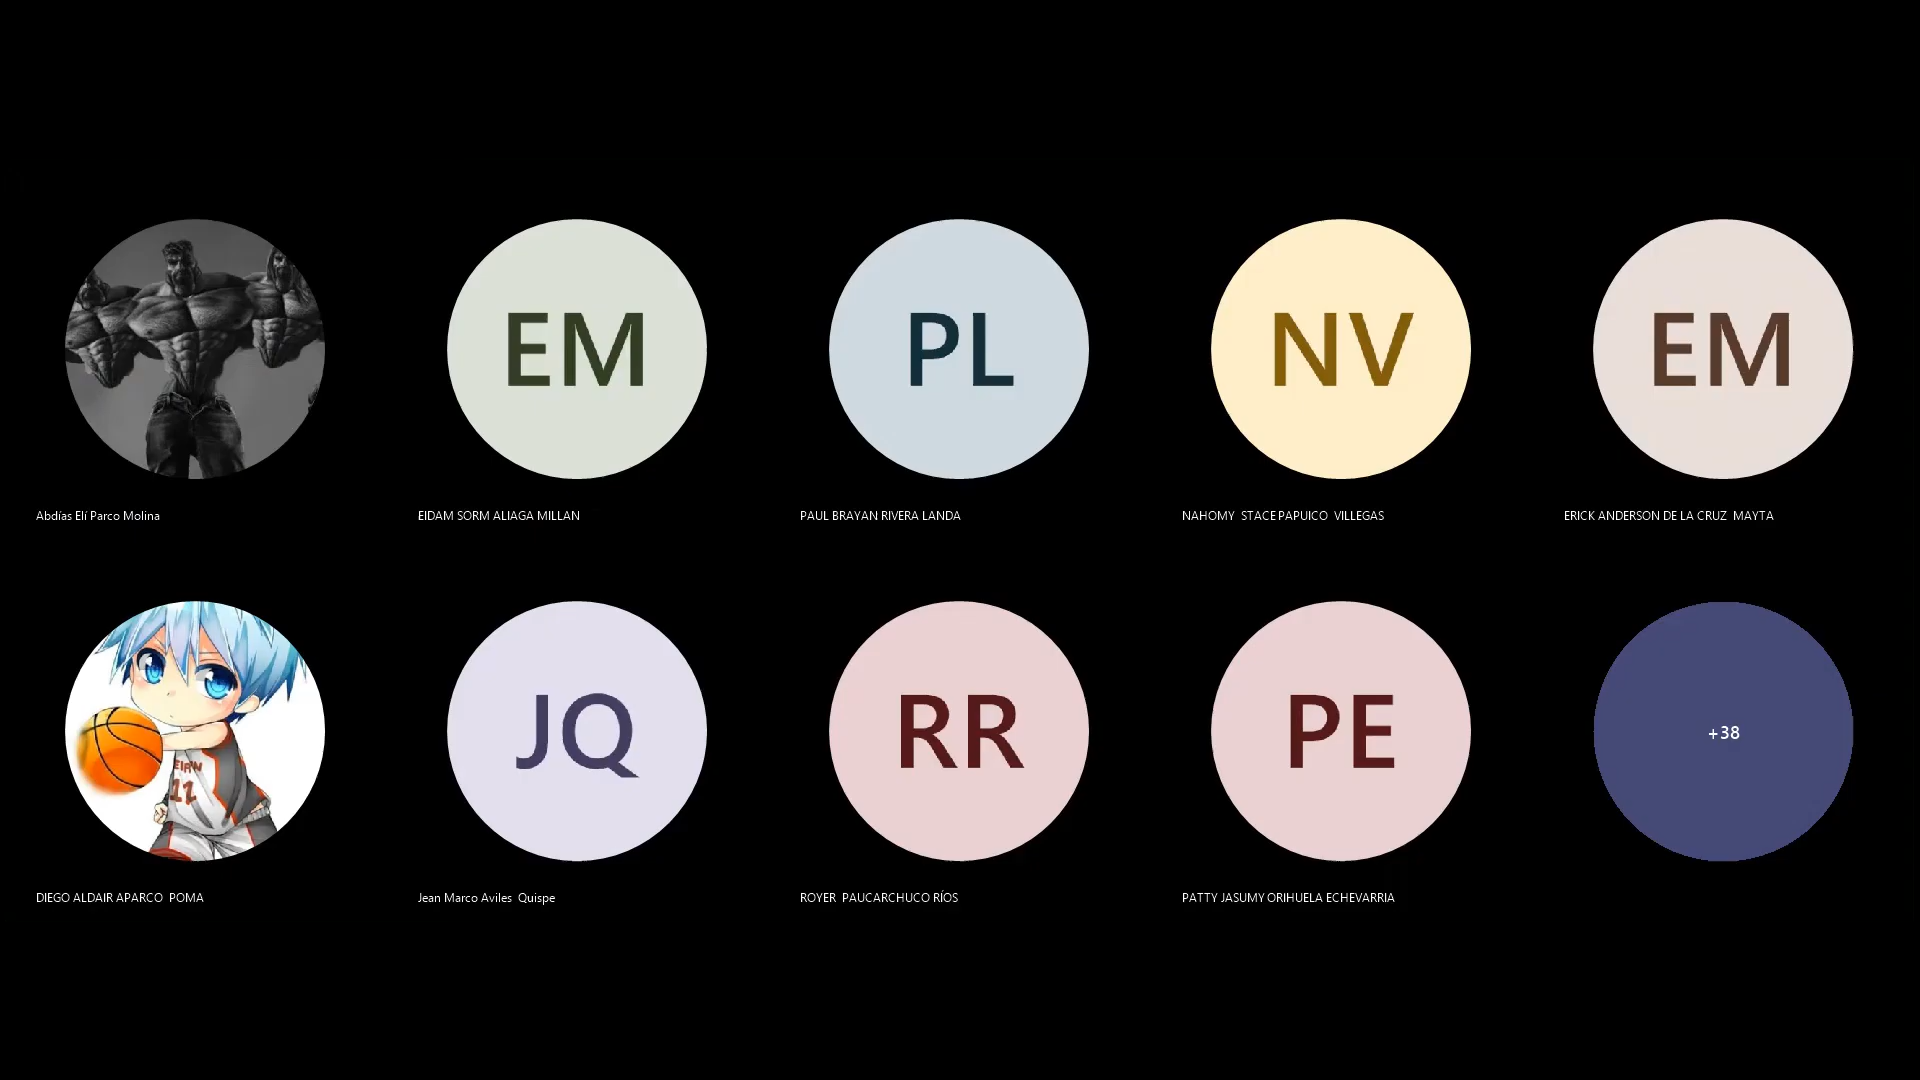 EM
PL
NV
EM
Abdías Elí Parco Molina
EIDAM SORM ALIAGA MILLAN
PAUL BRAYAN RIVERA LANDA
NAHOMY STACE PAPUICO VILLEGAS
ERICK ANDERSON DE LA CRUZ MAYTA
EIRN
11
JQ
RR
PE
+38
DIEGO ALDAIR APARCO POMA
Jean Marco Aviles Quispe
ROYER PAUCARCHUCO RÍOS
PATTY JASUMY ORIHUELA ECHEVARRIA